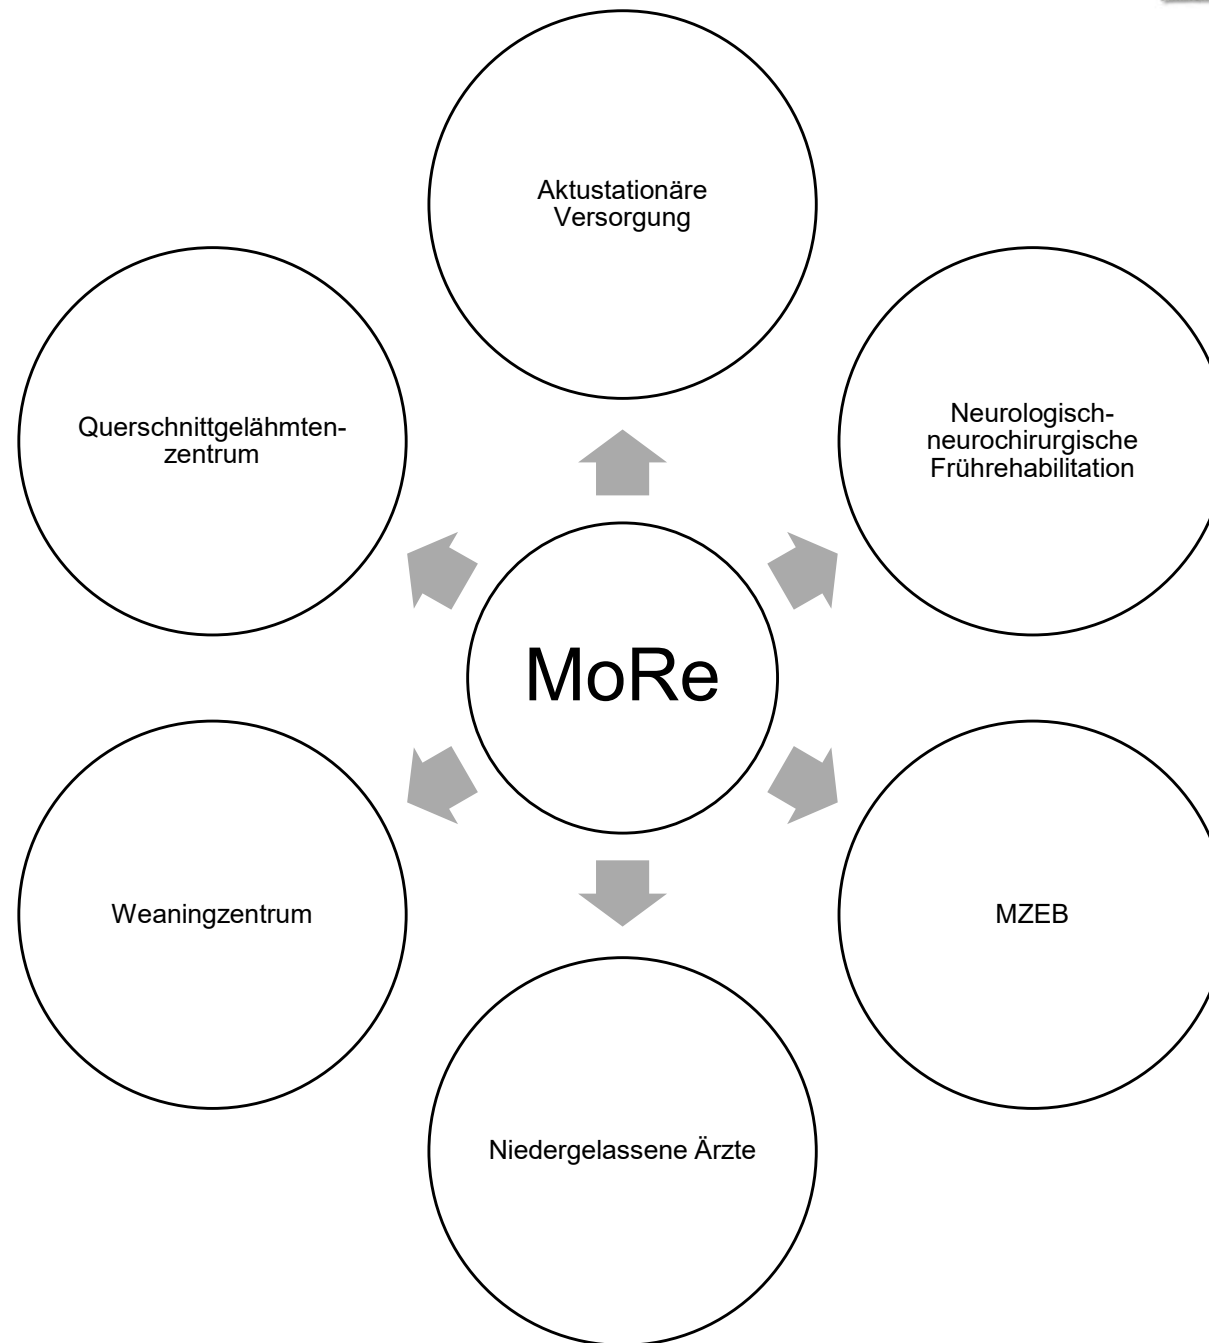 Aktustationäre
Versorgung
Querschnittgelähmten-
zentrum
Neurologisch-
neurochirurgische
Frührehabilitation
MoRe
Weaningzentrum
MZEB
Niedergelassene Ärzte